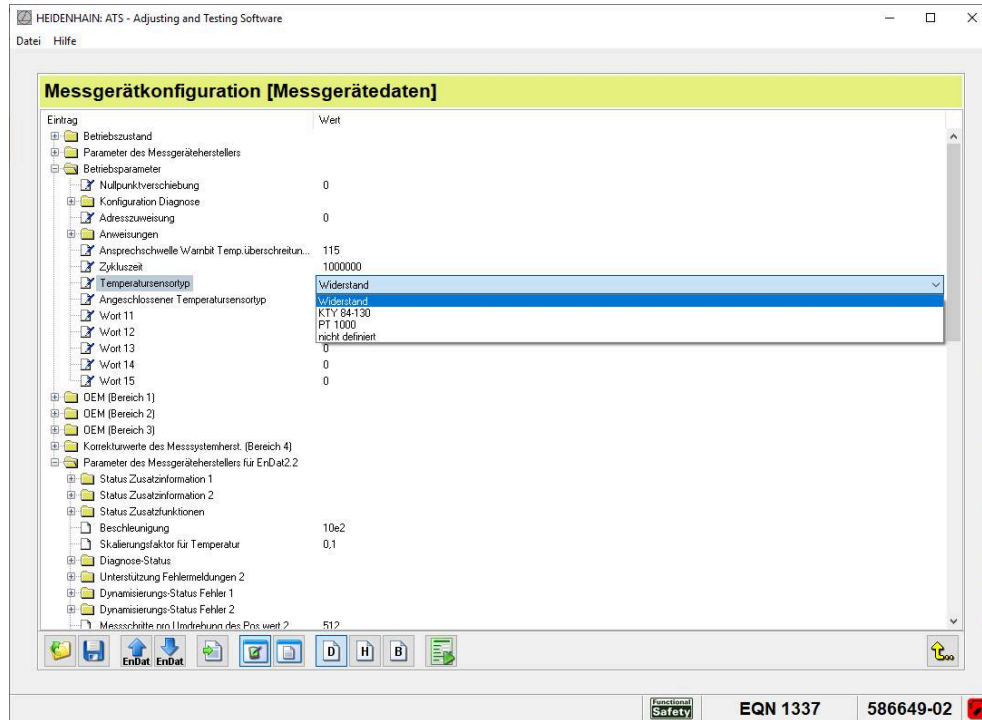 HEIDENHAIN: ATS - Adjusting and Testing Software
Datei Hilfe
Messgerätkonfiguration [Messgerätedaten]
Eintrag Wert
Betriebszustand
Parameter des Messgeräteherstellers
Betriebsparameter
Nullpunktverschiebung 0
Konfiguration Diagnose
Adresszuweisung 0
Anweisungen
Ansprechschwelle Warnbit Temp.überschreitun... 115
Zykluszeit 1000000
Temperatursensortyp Widerstand
Angeschlossener Temperatursensortyp Widerstand
Wort 11 KTY 84-130
Wort 12 PT 1000
nicht definiert
Wort 13 0
Wort 14 0
Wort 15 0
OEM (Bereich 1)
OEM (Bereich 2)
OEM (Bereich 3)
Korrekturwerte des Messsystemherst. (Bereich 4)
Parameter des Messgeräteherstellers für EnDat2.2
Status Zusatzinformation 1
Status Zusatzinformation 2
Status Zusatzfunktionen
Beschleunigung 10e2
Skalierungsfaktor für Temperatur 0,1
Diagnose-Status
Unterstützung Fehlermeldungen 2
Dynamisierungs-Status Fehler 1
Dynamisierungs-Status Fehler 2
Messschritte pro Umdrehung des Pos wert 2 512
EnDat EnDat D H B
Functional Safety EQN 1337 586649-02